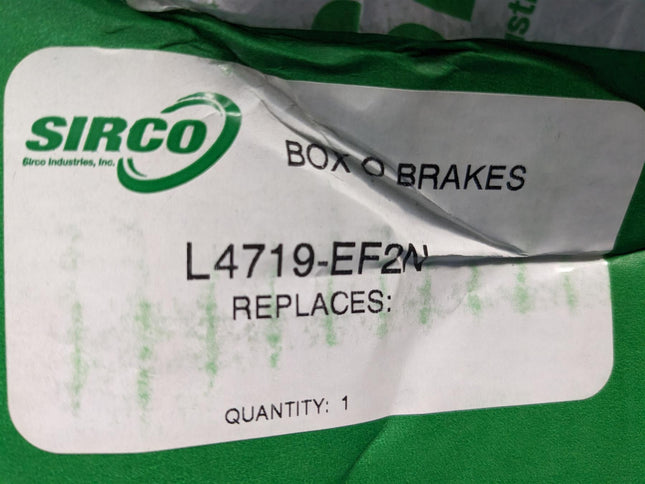 SIRCO
Sirco Industries, Inc.
BOX O BRAKES
L4719-EF2N
REPLACES:
QUANTITY: 1